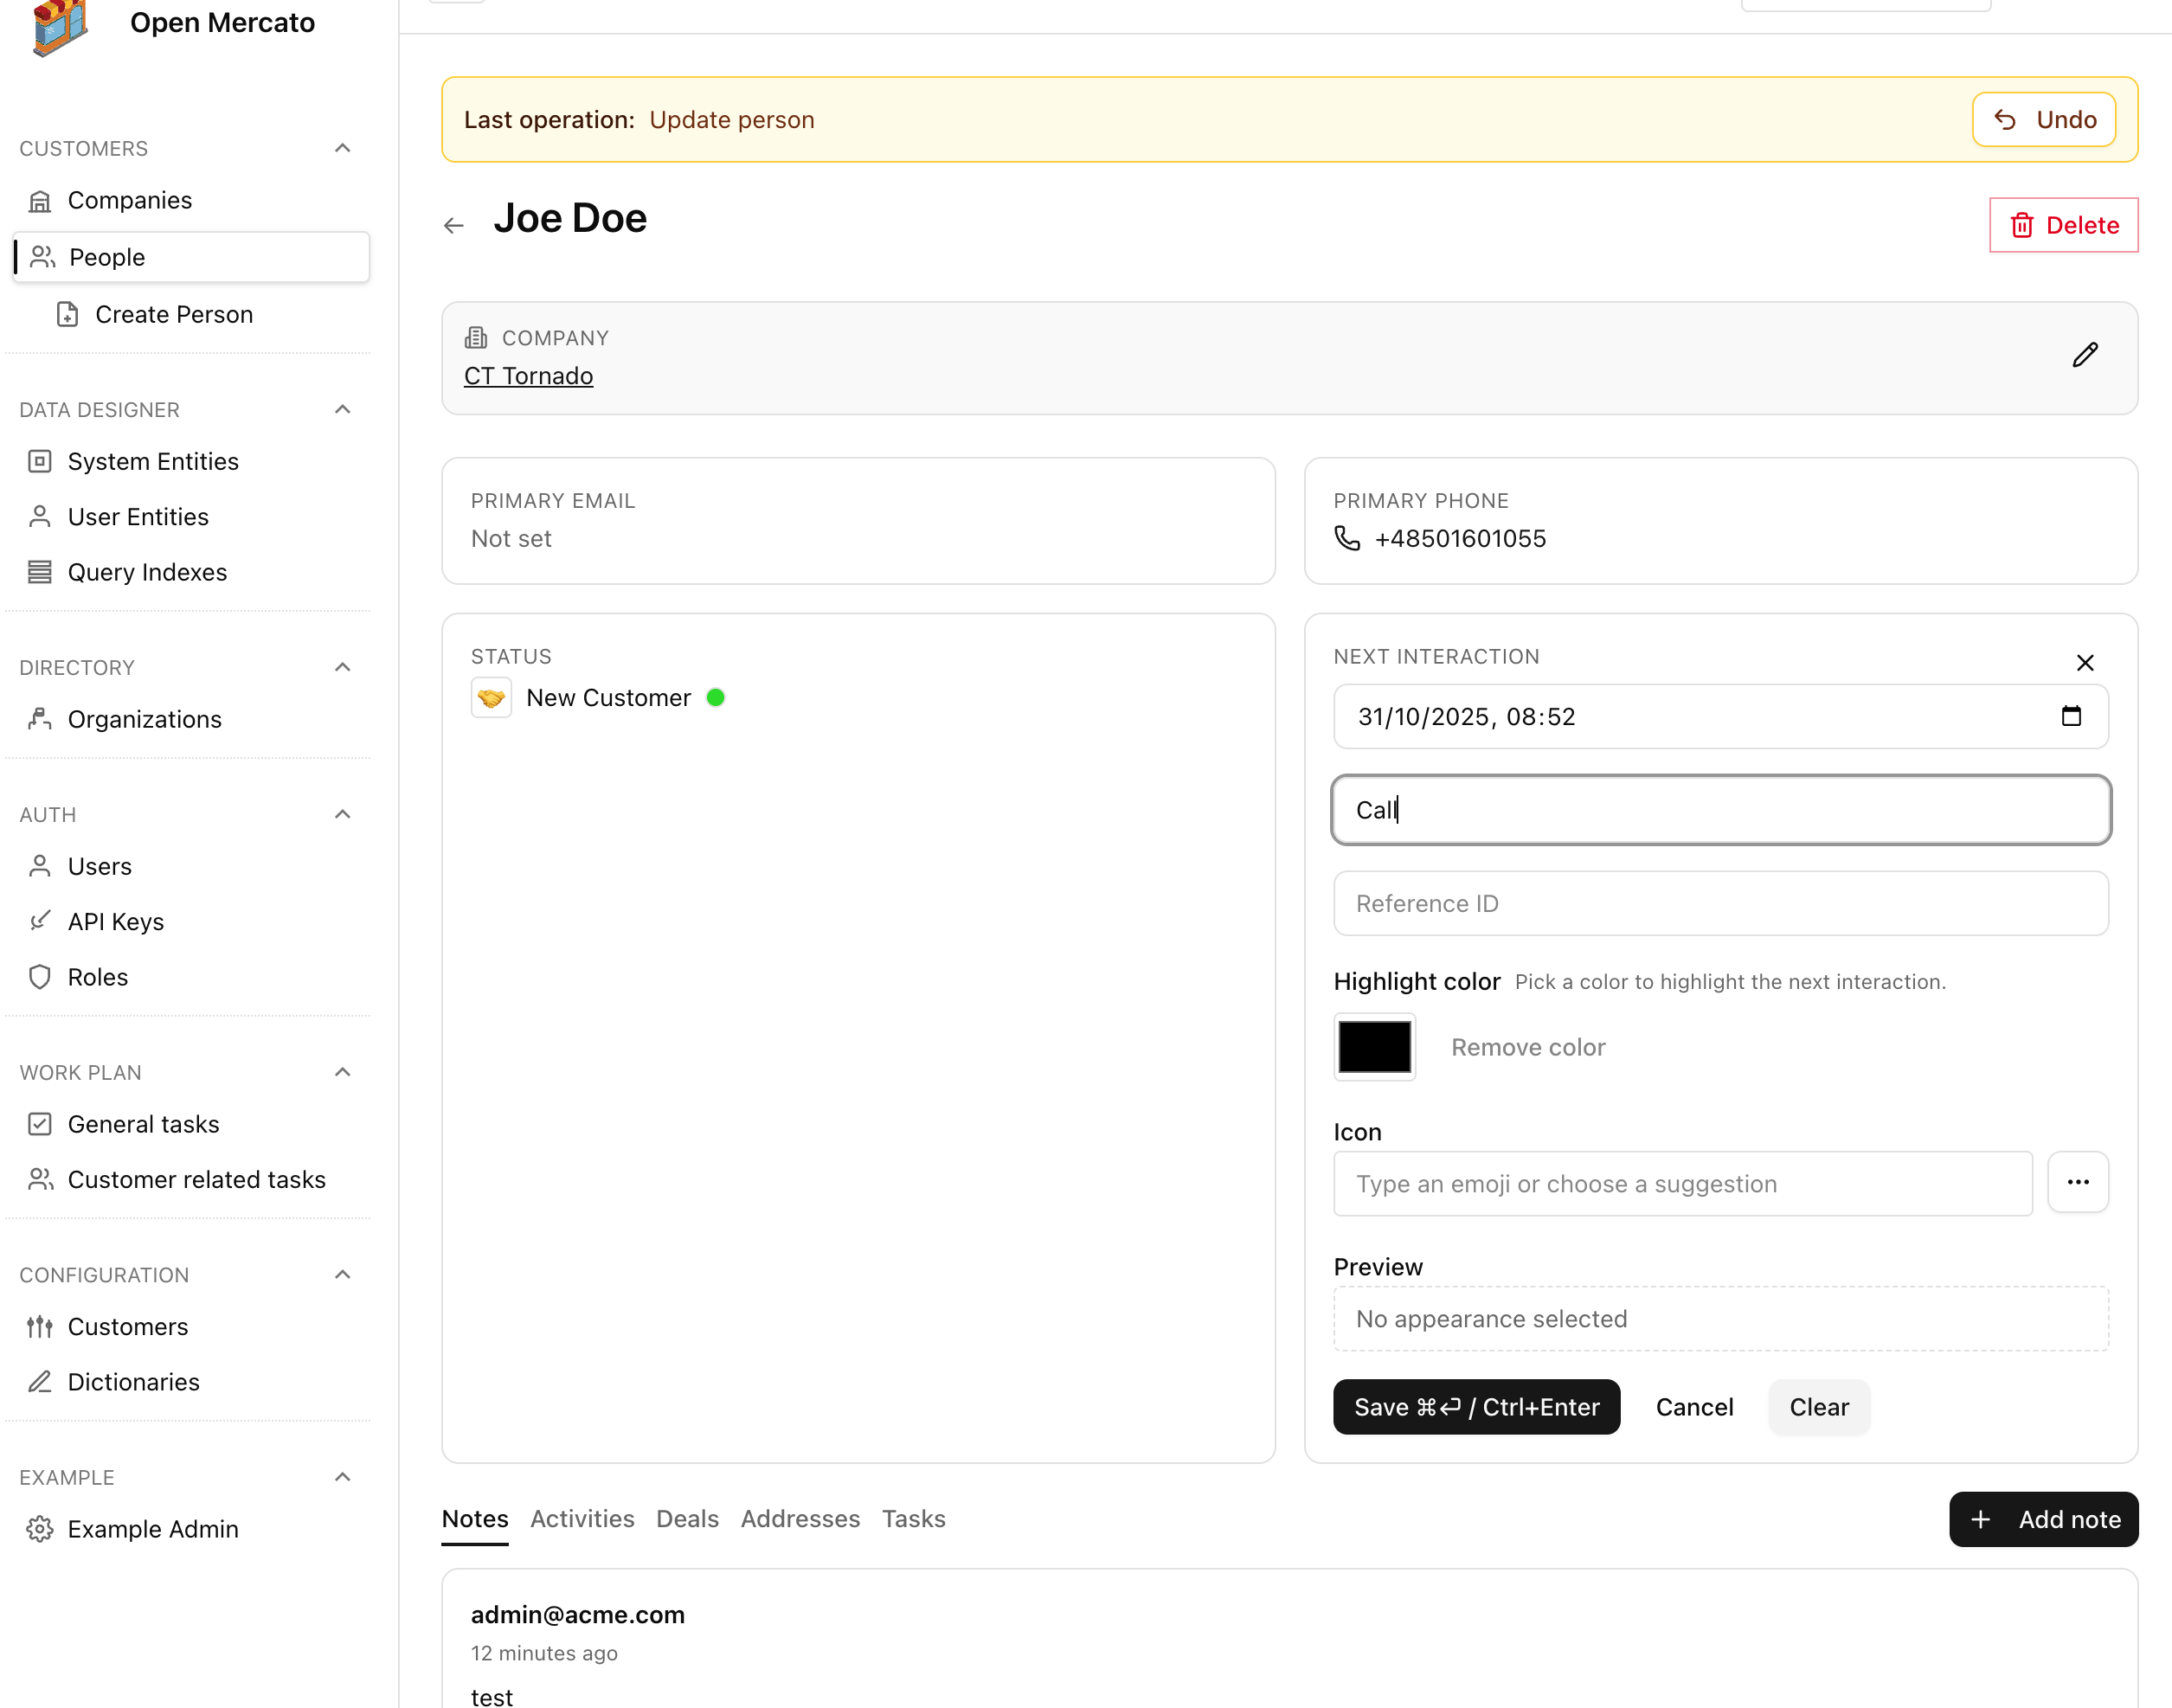 Open Mercato
CUSTOMERS
Companies
People
Create Person
DATA DESIGNER
System Entities
User Entities
Query Indexes
DIRECTORY
Organizations
AUTH
Users
API Keys
Roles
WORK PLAN
General tasks
Customer related tasks
CONFIGURATION
Customers
Dictionaries
EXAMPLE
Example Admin
Last operation: Update person
Undo
Joe Doe
Delete
COMPANY
CT Tornado
PRIMARY EMAIL
Not set
PRIMARY PHONE
+48501601055
STATUS
🤝 New Customer
NEXT INTERACTION
31/10/2025, 08:52
Call
Reference ID
Highlight color Pick a color to highlight the next interaction.
Remove color
Icon
Type an emoji or choose a suggestion
Preview
No appearance selected
Save ⌘⏎ / Ctrl+Enter
Cancel
Clear
Notes Activities Deals Addresses Tasks
+ Add note
admin@acme.com
12 minutes ago
test